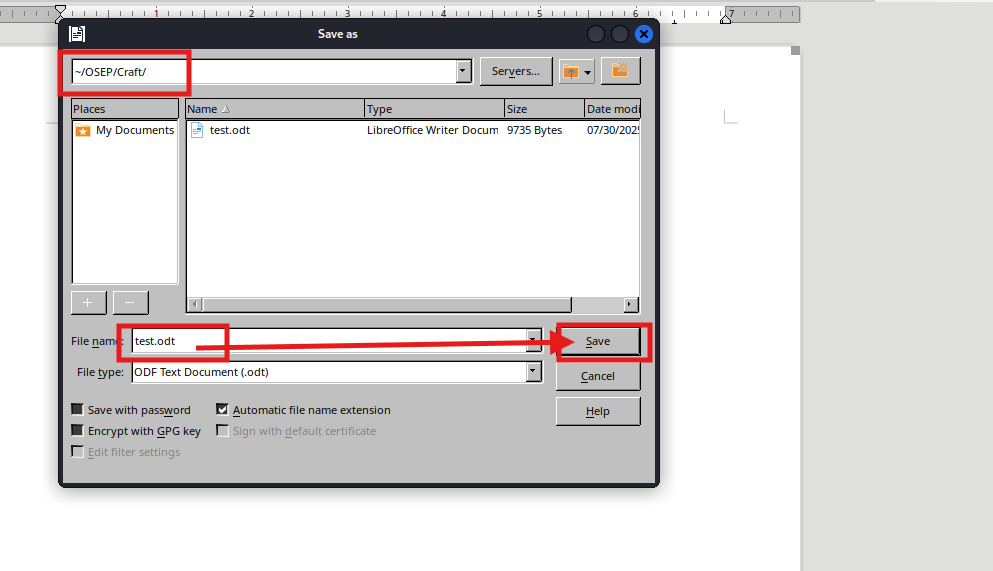 1 2 3 4 5 6 7
Save as
~/OSEP/Craft/
Servers...
Places
Name Type Size Date modi
My Documents
test.odt LibreOffice Writer Docum 9735 Bytes 07/30/2025
File name: test.odt
Save
File type: ODF Text Document (.odt)
Cancel
Save with password
Automatic file name extension
Help
Encrypt with GPG key
Sign with default certificate
Edit filter settings